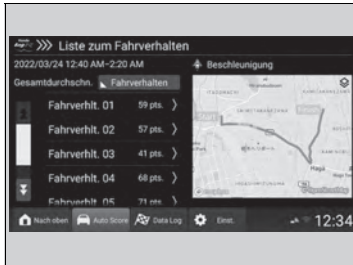 Liste zum Fahrverhalten
2022/03/24 12:40 AM–2:20 AM
Beschleunigung
Gesamtdurchschn.
Fahrverhalten
Fahrverhlt. 01 59 pts.
Fahrverhlt. 02 57 pts.
Fahrverhlt. 03 41 pts.
Fahrverhlt. 04 68 pts.
Fahrverhlt. 05 71 pts.
Haga
Nach oben
Auto Score
Data Log
Einst.
12:34